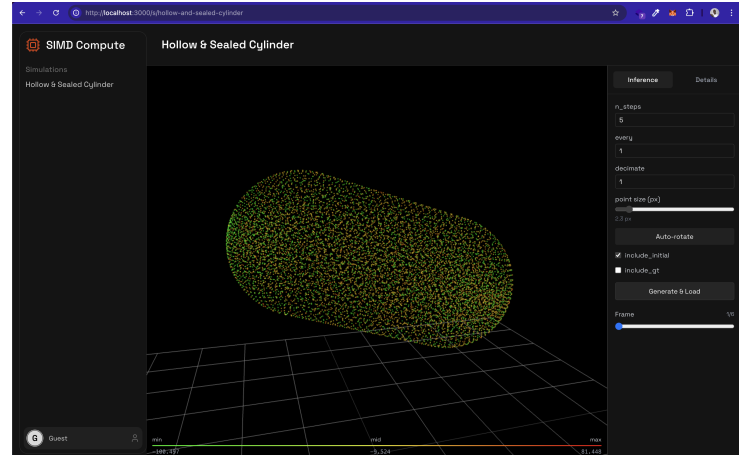 http://localhost:3000/s/hollow-and-sealed-cylinder
7
SIMD Compute
Hollow & Sealed Cylinder
Simulations
Hollow & Sealed Cylinder
Inference
Details
n_steps
5
every
1
decimate
1
point size (px)
2.3 px
Auto-rotate
include_initial
include_gt
Generate & Load
Frame
1/6
G
Guest
min
mid
max
-100.497
-9.524
81.448